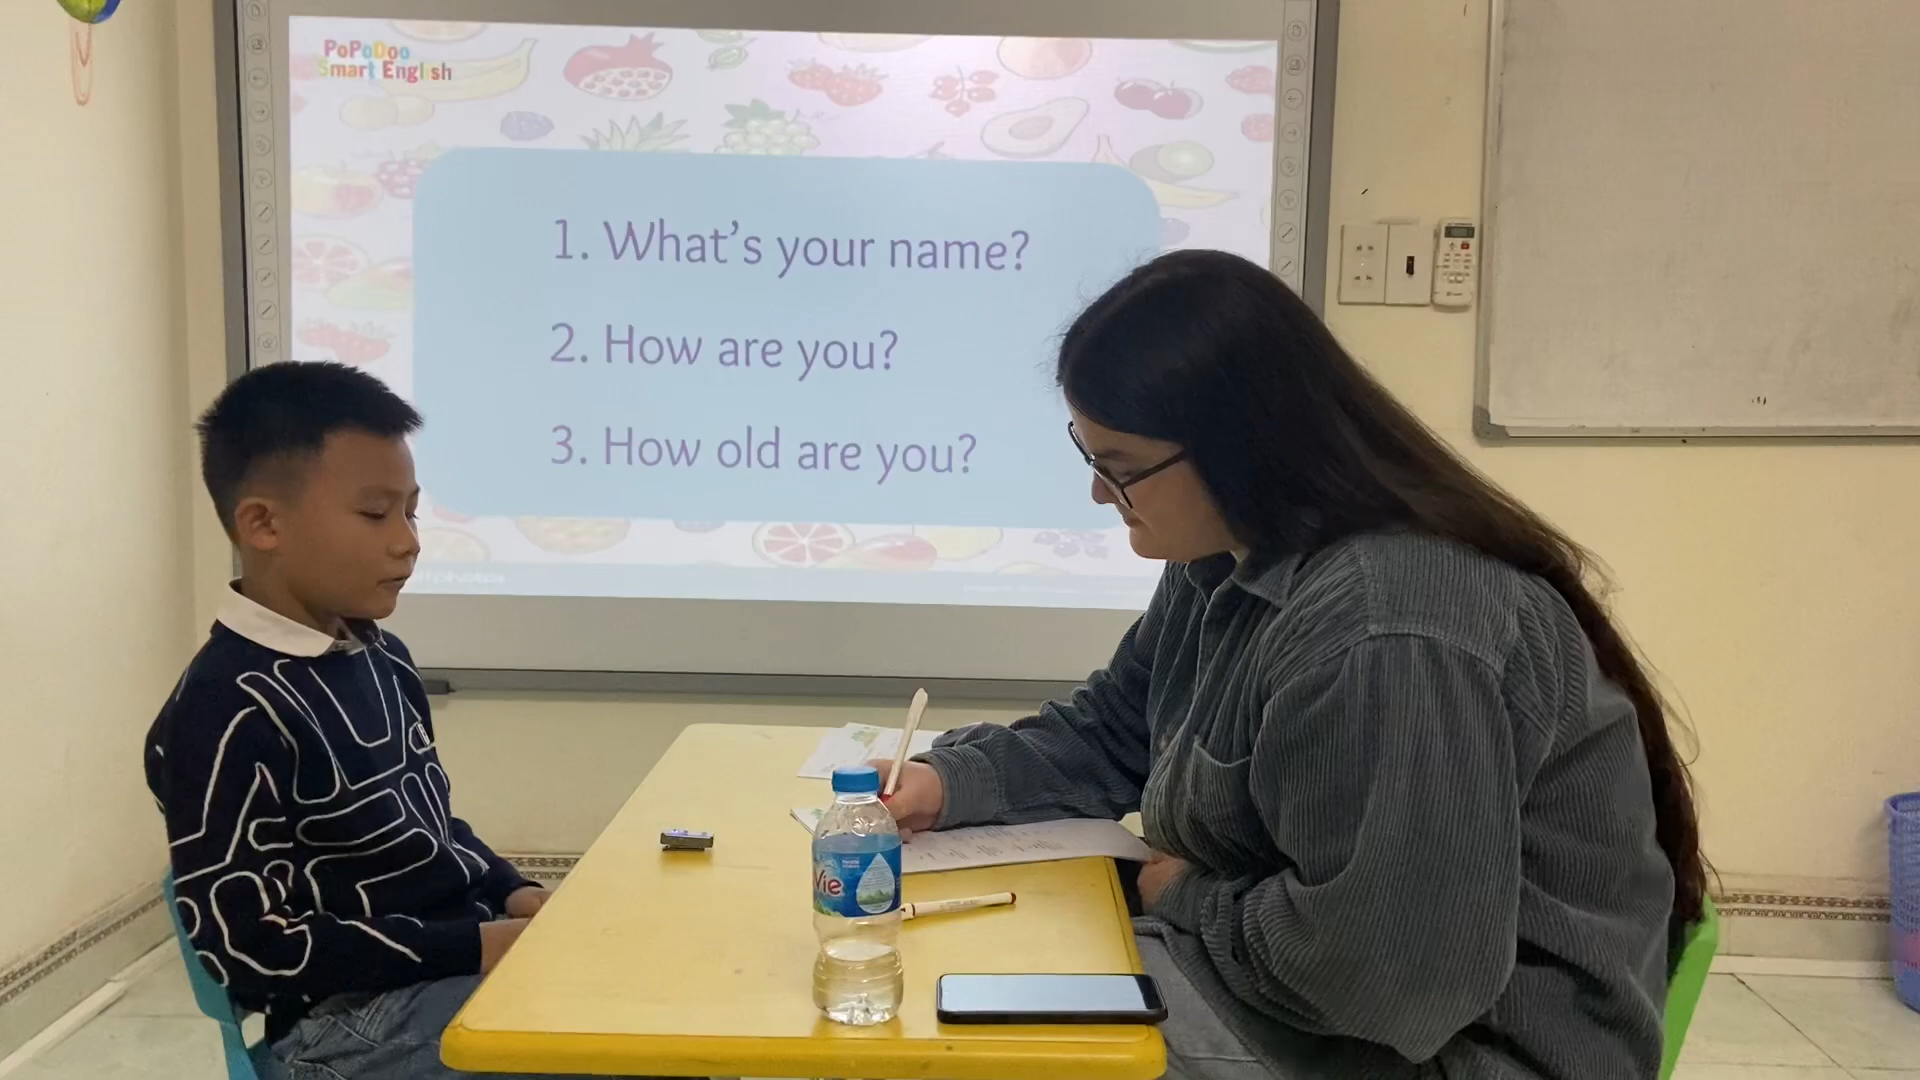 PoPoDoo
Smart English
1. What's your name?
2. How are you?
3. How old are you?
Vie